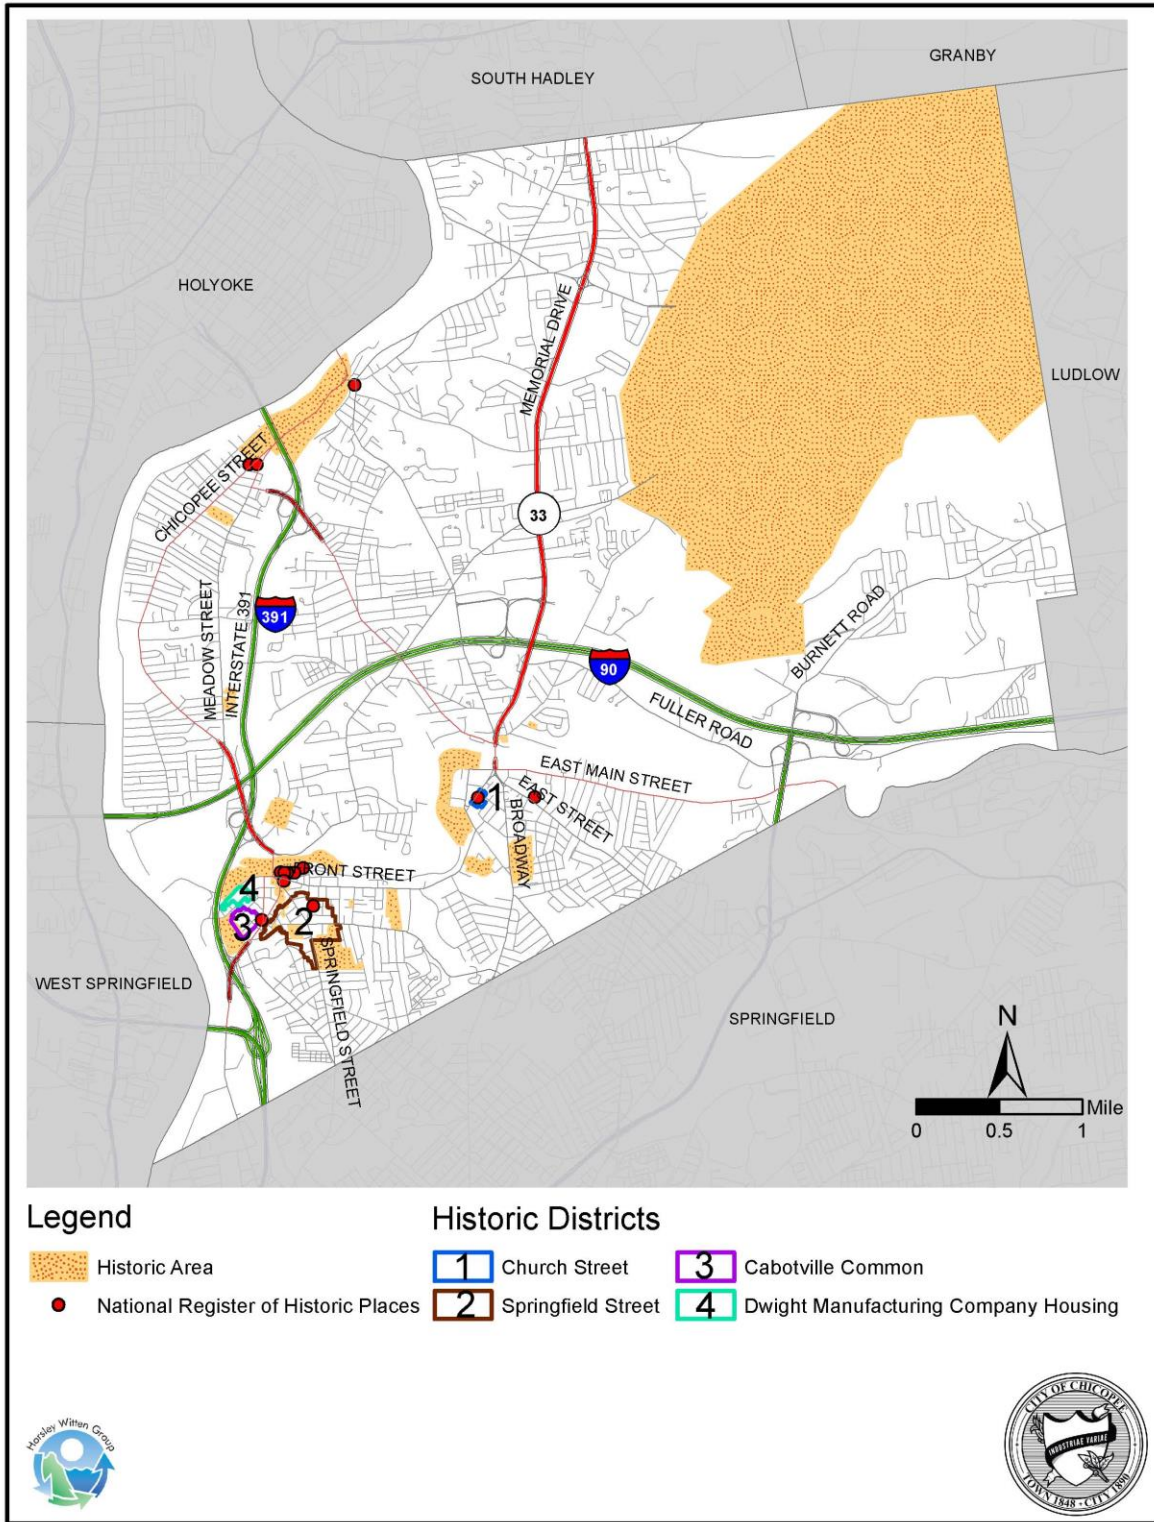 GRANBY
SOUTH HADLEY
HOLYOKE
MEMORIAL DRIVE
LUDLOW
CHICOPEE STREET
33
MEADOW STREET
INTERSTATE 391
391
BURNETT ROAD
90
FULLER ROAD
EAST MAIN STREET
EAST STREET
1
BROADWAY
FRONT STREET
4
3
2
SPRINGFIELD STREET
WEST SPRINGFIELD
SPRINGFIELD
N
Mile
0 0.5 1
Legend
Historic Area
National Register of Historic Places
Historic Districts
1 Church Street
2 Springfield Street
3 Cabotville Common
4 Dwight Manufacturing Company Housing
Horsley Witten Group
CITY OF CHICOPEE
INDUSTRIAE VARIAE
TOWN 1848 - CITY 1890